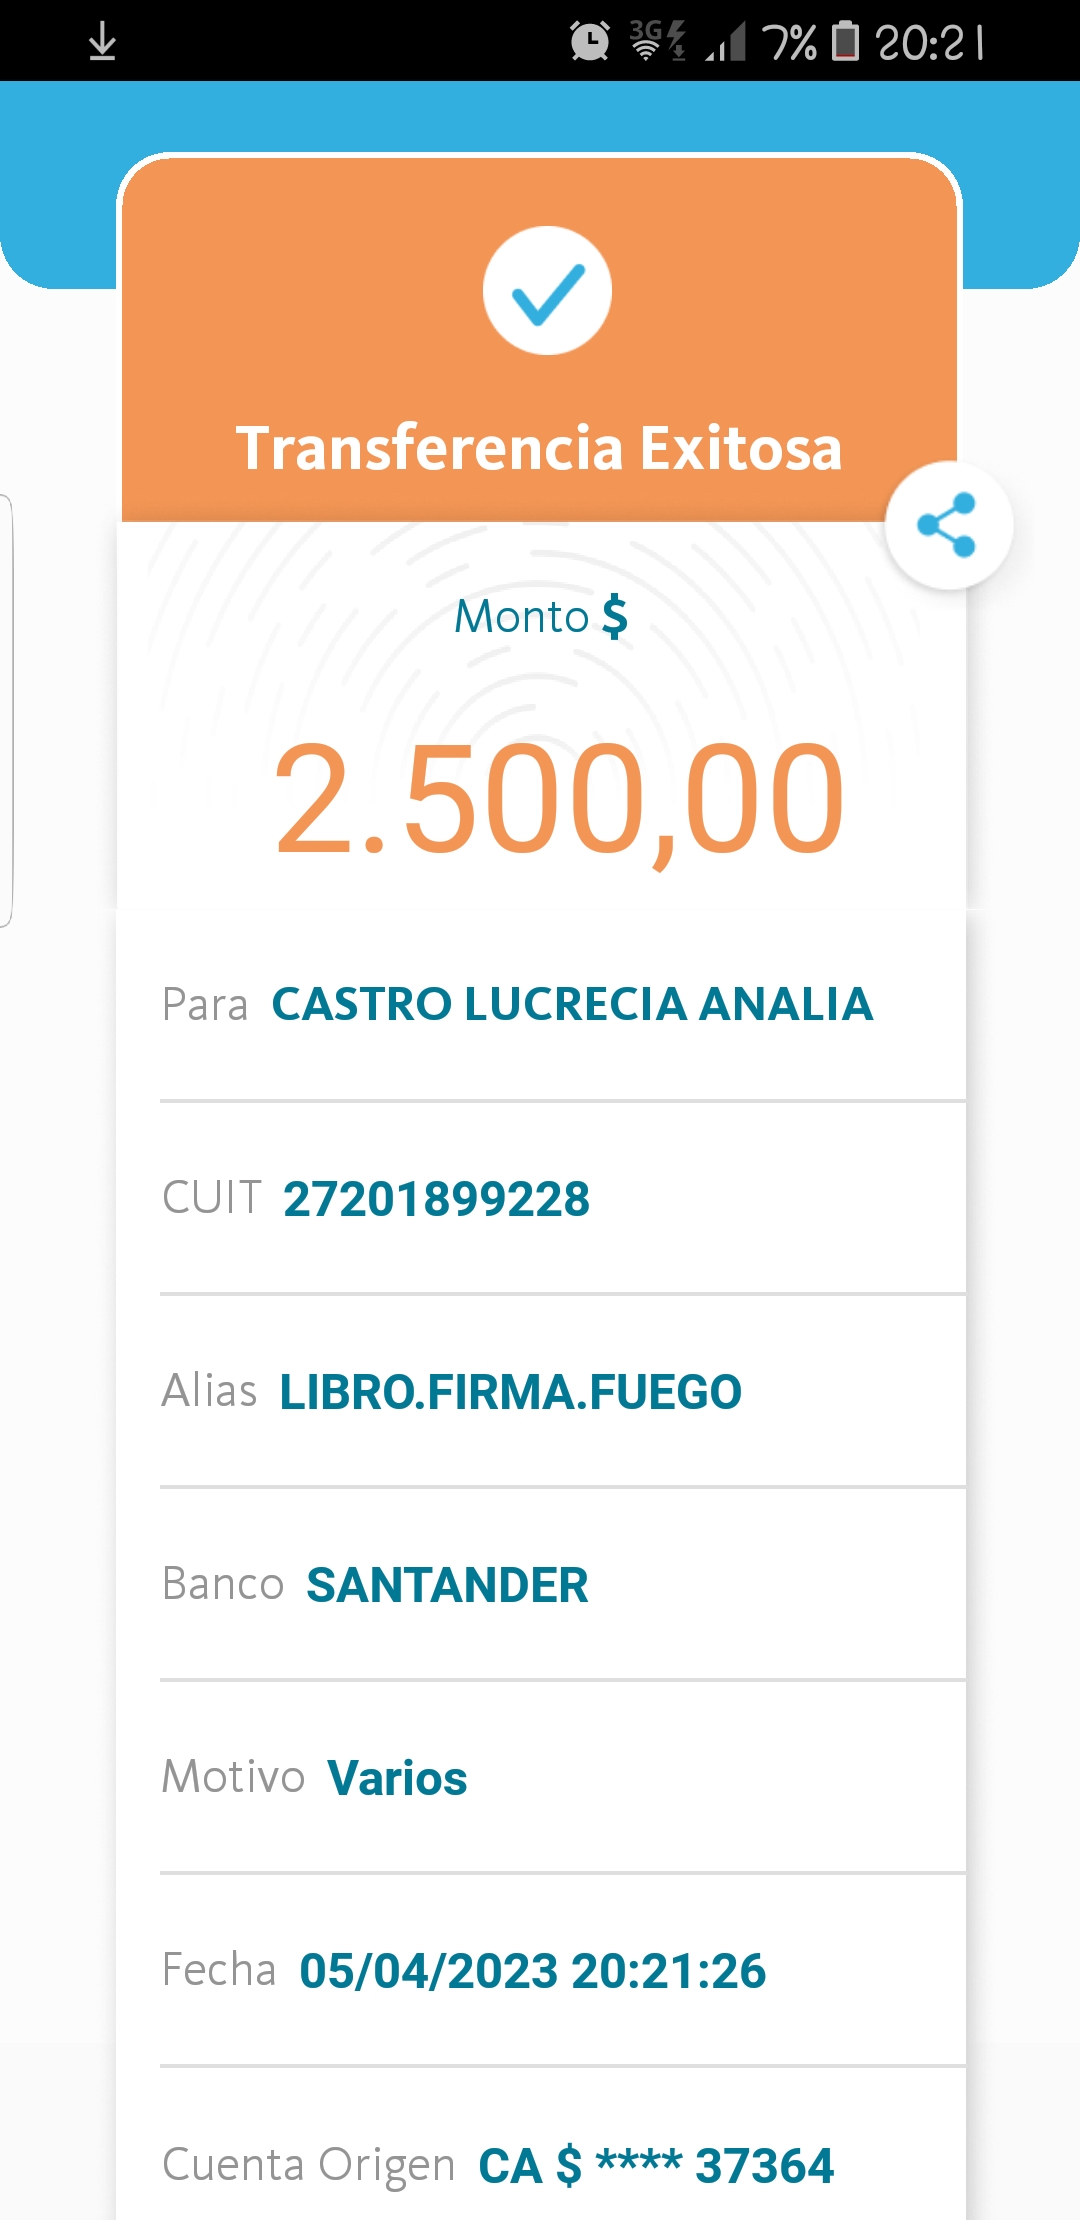 3G 7% 20:21
Transferencia Exitosa
Monto $
2.500,00
Para CASTRO LUCRECIA ANALIA
CUIT 27201899228
Alias LIBRO.FIRMA.FUEGO
Banco SANTANDER
Motivo Varios
Fecha 05/04/2023 20:21:26
Cuenta Origen CA $ **** 37364